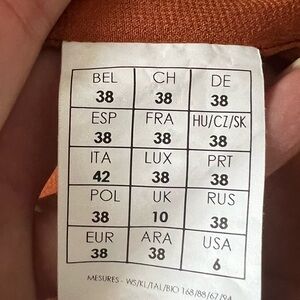 BEL CH DE
38 38 38
ESP FRA HU/CZ/SK
38 38 38
ITA LUX PRT
42 38 38
POL UK RUS
38 10 38
EUR ARA USA
38 38 6
MESURES - WS/KL/TAL/BIO 168/88/67/94